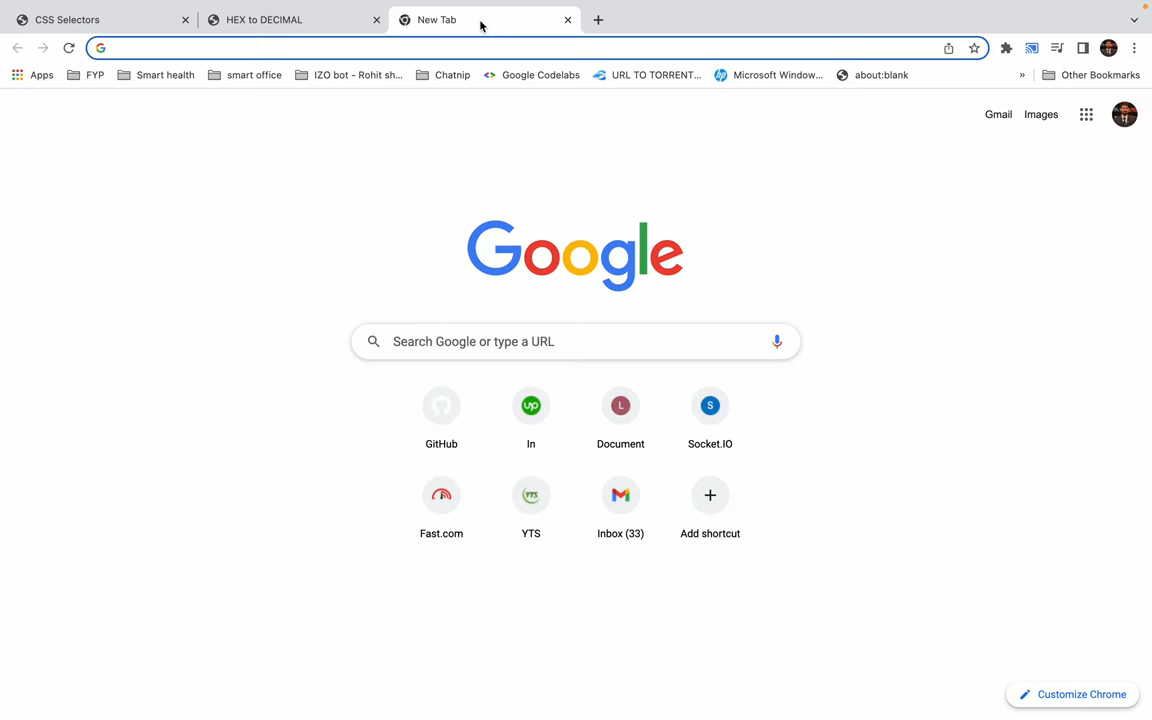 CSS Selectors HEX to DECIMAL New Tab
Apps FYP Smart health smart office IZO bot - Rohit sh... Chatnip Google Codelabs URL TO TORRENT... Microsoft Window... about:blank » Other Bookmarks
Gmail Images
Google
Search Google or type a URL
up L S
GitHub In Document Socket.IO
YTS
Fast.com YTS Inbox (33) Add shortcut
Customize Chrome